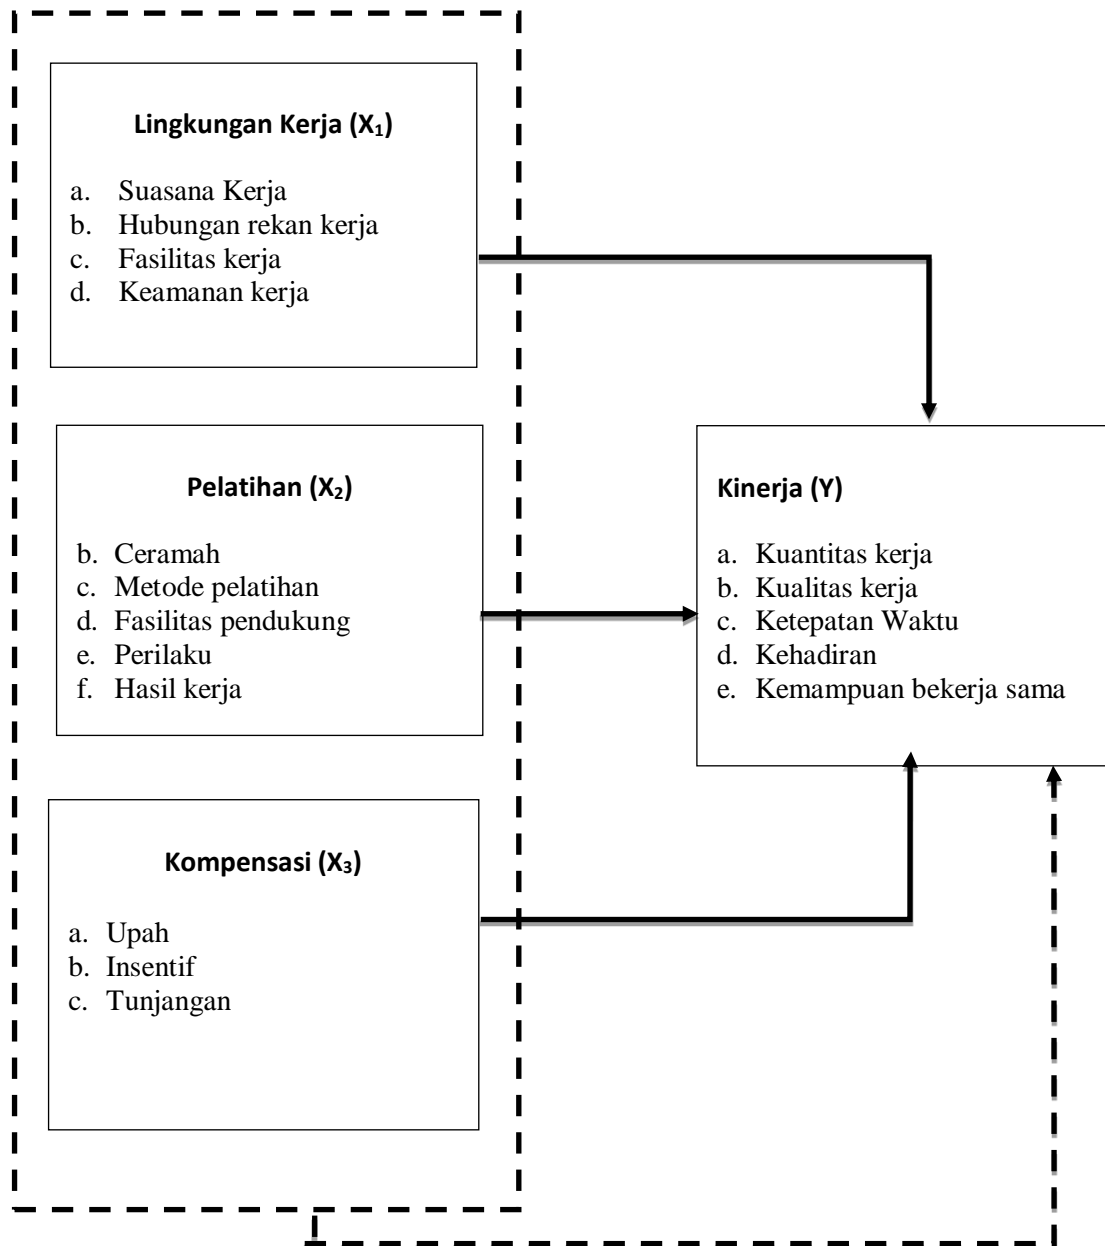 Lingkungan Kerja (X₁)
a. Suasana Kerja
b. Hubungan rekan kerja
c. Fasilitas kerja
d. Keamanan kerja
Pelatihan (X₂)
b. Ceramah
c. Metode pelatihan
d. Fasilitas pendukung
e. Perilaku
f. Hasil kerja
Kompensasi (X₃)
a. Upah
b. Insentif
c. Tunjangan
Kinerja (Y)
a. Kuantitas kerja
b. Kualitas kerja
c. Ketepatan Waktu
d. Kehadiran
e. Kemampuan bekerja sama